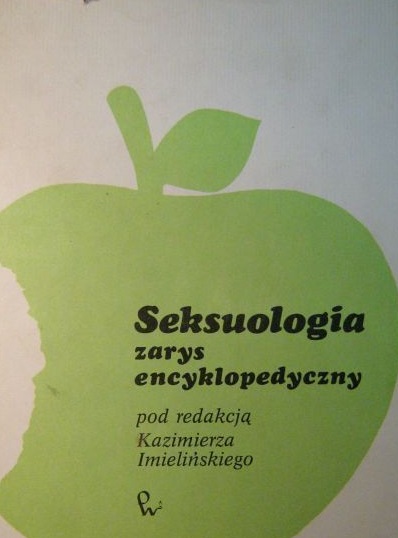 Seksuologia
zarys
encyklopedyczny
pod redakcją
Kazimierza
Imielińskiego